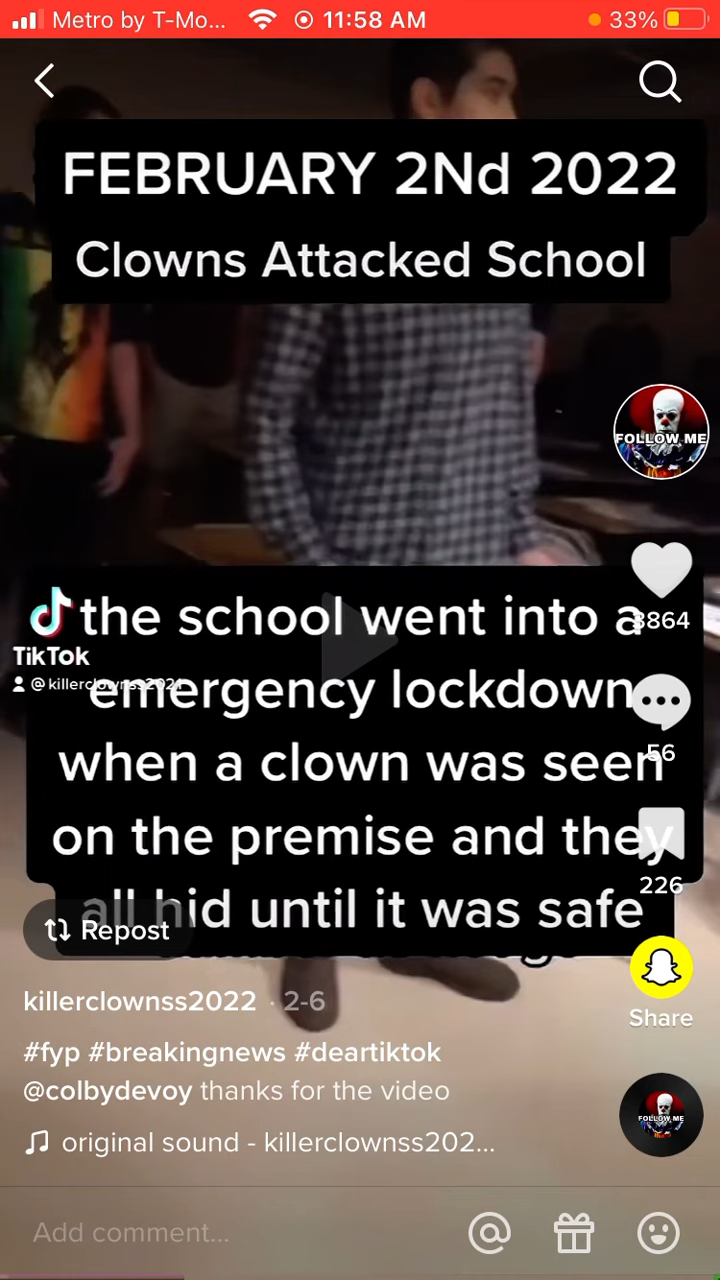 Metro by T-Mo... 11:58 AM 33%
FEBRUARY 2Nd 2022
Clowns Attacked School
FOLLOW ME
the school went into a
3864
TikTok
@killerclownss2021
emergency lockdown
when a clown was seen
56
on the premise and they
226
all hid until it was safe
Repost
killerclownss2022 · 2-6
Share
#fyp #breakingnews #deartiktok
@colbydevoy thanks for the video
FOLLOW ME
original sound - killerclownss202...
Add comment...